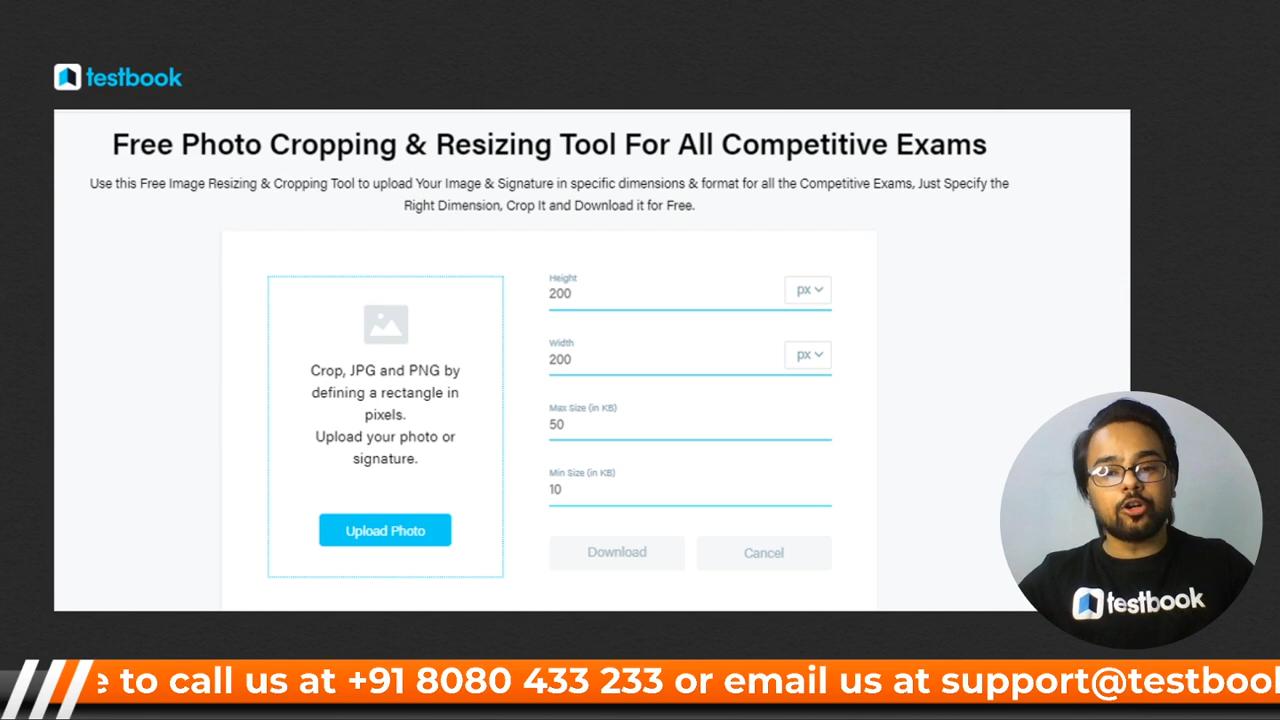 testbook
Free Photo Cropping & Resizing Tool For All Competitive Exams
Use this Free Image Resizing & Cropping Tool to upload Your Image & Signature in specific dimensions & format for all the Competitive Exams, Just Specify the
Right Dimension, Crop It and Download it for Free.
Crop, JPG and PNG by
defining a rectangle in
pixels.
Upload your photo or
signature.
Upload Photo
Height
200 px
Width
200 px
Max Size (in KB)
50
Min Size (in KB)
10
Download Cancel
testbook
e to call us at +91 8080 433 233 or email us at support@testbook